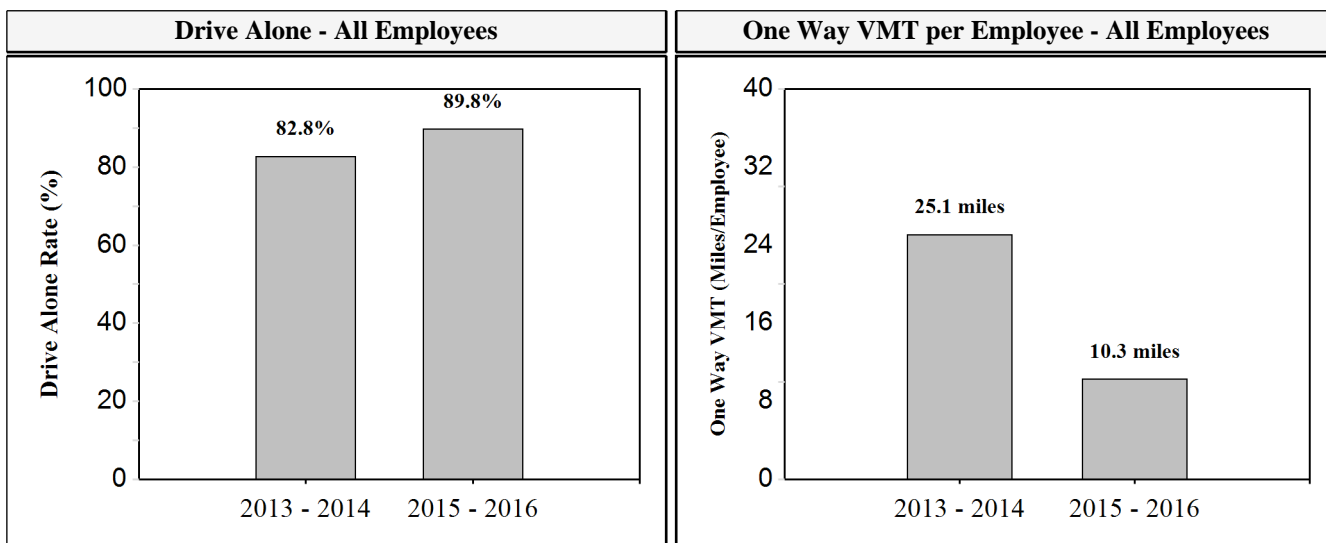 Drive Alone - All Employees
Drive Alone Rate (%)
100
80
60
40
20
0
82.8%
89.8%
2013 - 2014
2015 - 2016
One Way VMT per Employee - All Employees
One Way VMT (Miles/Employee)
40
32
24
16
8
0
25.1 miles
10.3 miles
2013 - 2014
2015 - 2016